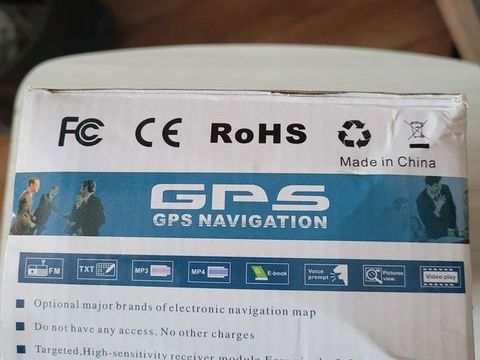 FC CE RoHS
Made in China
GPS
GPS NAVIGATION
FM TXT MP3 MP4 E-book Voice prompt Pictures view Video play
Optional major brands of electronic navigation map
Do not have any access. No other charges
Targeted,High-sensitivity receiver module